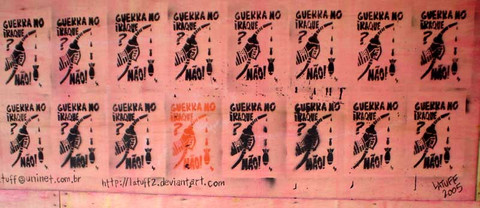 GUERRA NO GUERRA NO GUERRA NO GUERRA NO GUERRA NO GUERRA NO GUERRA NO GUERRA NO
IRAQUE IRAQUE IRAQUE IRAQUE IRAQUE IRAQUE IRAQUE IRAQUE
? ? ? ? ? ? ? ?
NÃO! NÃO! NÃO! NÃO! NÃO! NÃO! NÃO! NÃO!
GUERRA NO GUERRA NO GUERRA NO GUERRA NO GUERRA NO GUERRA NO GUERRA NO GUERRA NO
IRAQUE IRAQUE IRAQUE IRAQUE IRAQUE IRAQUE IRAQUE IRAQUE
? ? ? ? ? ? ? ?
NÃO! NÃO! NÃO! NÃO! NÃO! NÃO! NÃO! NÃO!
tuff@uninet.com.br http://latuff2.deviantart.com LATUFF
2005